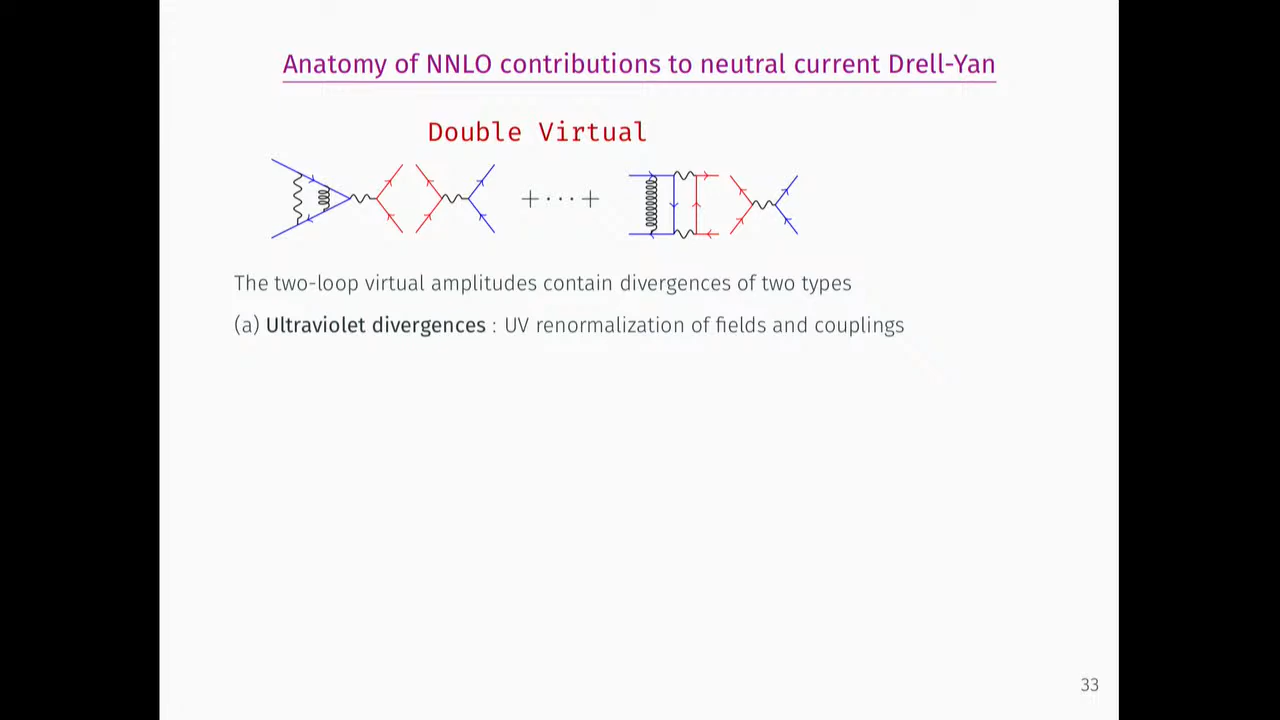 Anatomy of NNLO contributions to neutral current Drell-Yan
Double Virtual
+ · · · +
The two-loop virtual amplitudes contain divergences of two types
(a) Ultraviolet divergences : UV renormalization of fields and couplings
33